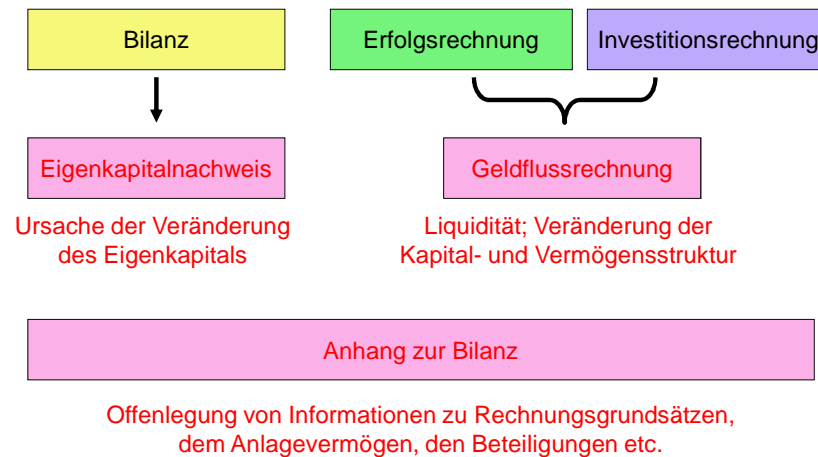 Bilanz
Erfolgsrechnung
Investitionsrechnung
Eigenkapitalnachweis
Geldflussrechnung
Ursache der Veränderung
des Eigenkapitals
Liquidität; Veränderung der
Kapital- und Vermögensstruktur
Anhang zur Bilanz
Offenlegung von Informationen zu Rechnungsgrundsätzen,
dem Anlagevermögen, den Beteiligungen etc.